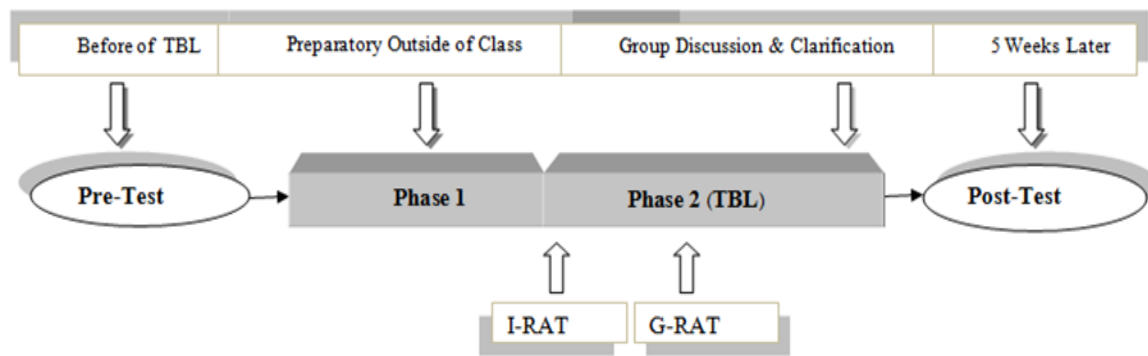 Before of TBL
Preparatory Outside of Class
Group Discussion & Clarification
5 Weeks Later
Pre-Test
Phase 1
Phase 2 (TBL)
Post-Test
I-RAT
G-RAT